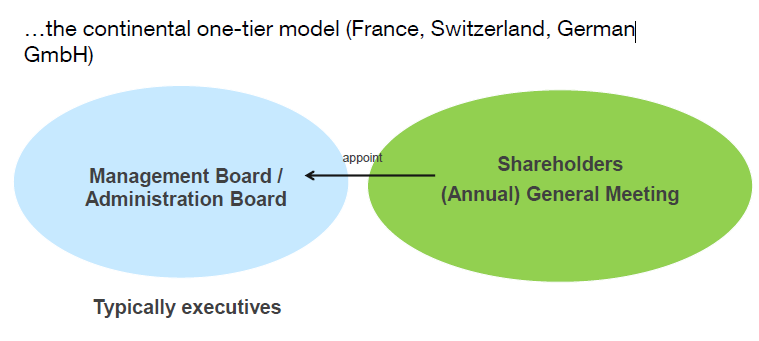 …the continental one-tier model (France, Switzerland, German
GmbH)
appoint
Management Board /
Administration Board
Shareholders
(Annual) General Meeting
Typically executives